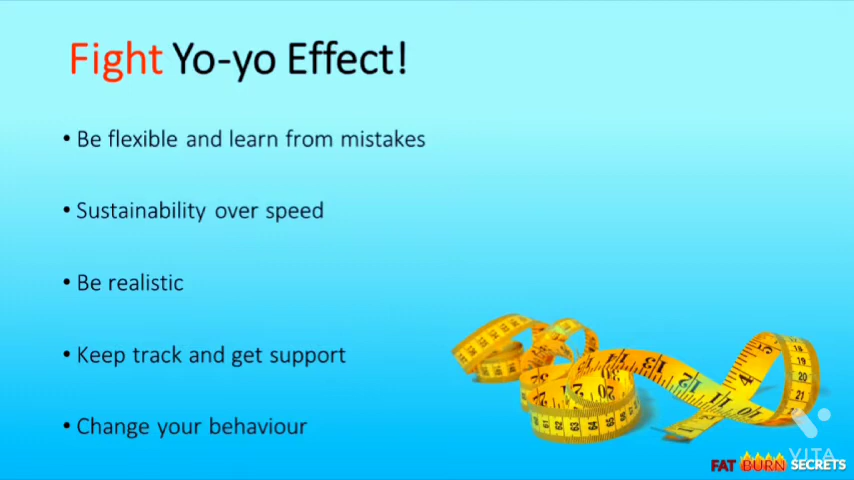 Fight Yo-yo Effect!
• Be flexible and learn from mistakes
• Sustainability over speed
• Be realistic
• Keep track and get support
• Change your behaviour
VITA
FAT BURN SECRETS